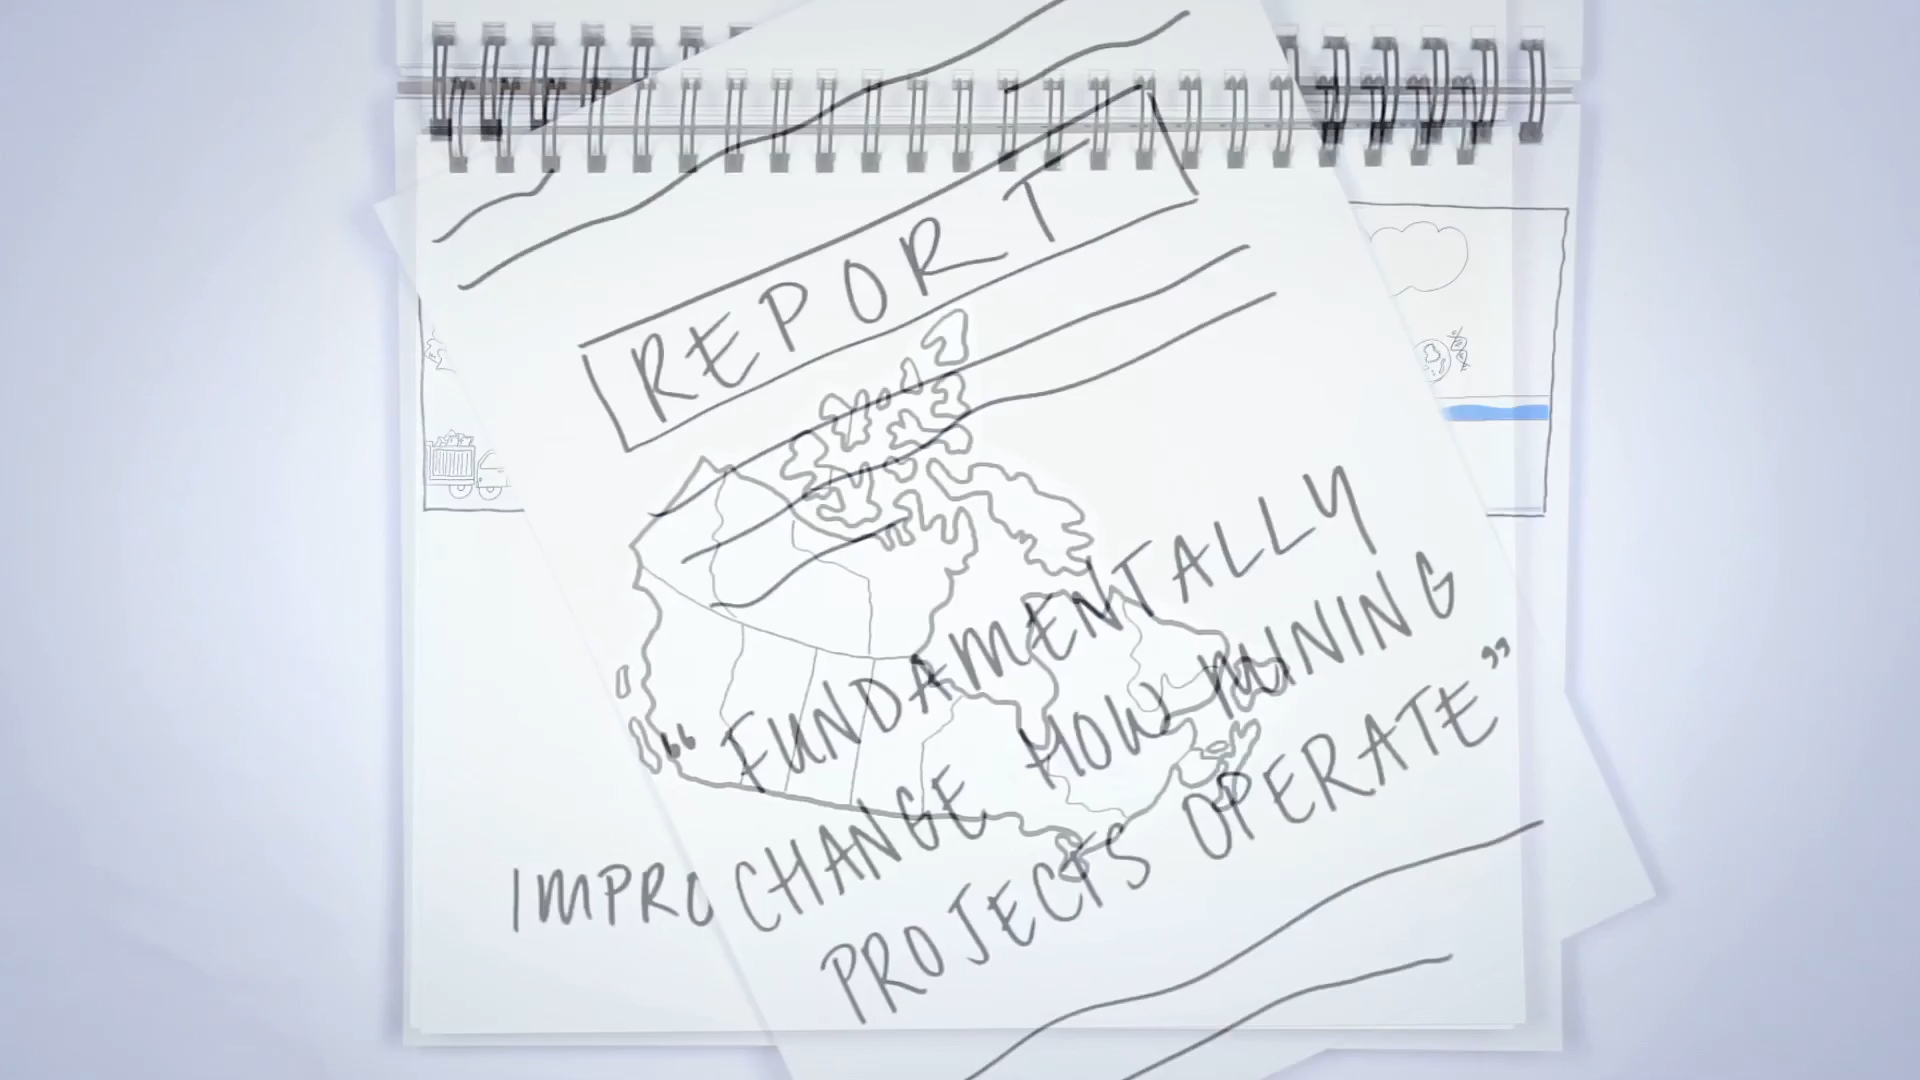 REPORT
“FUNDAMENTALLY
CHANGE HOW MINING
PROJECTS OPERATE”
IMPRO